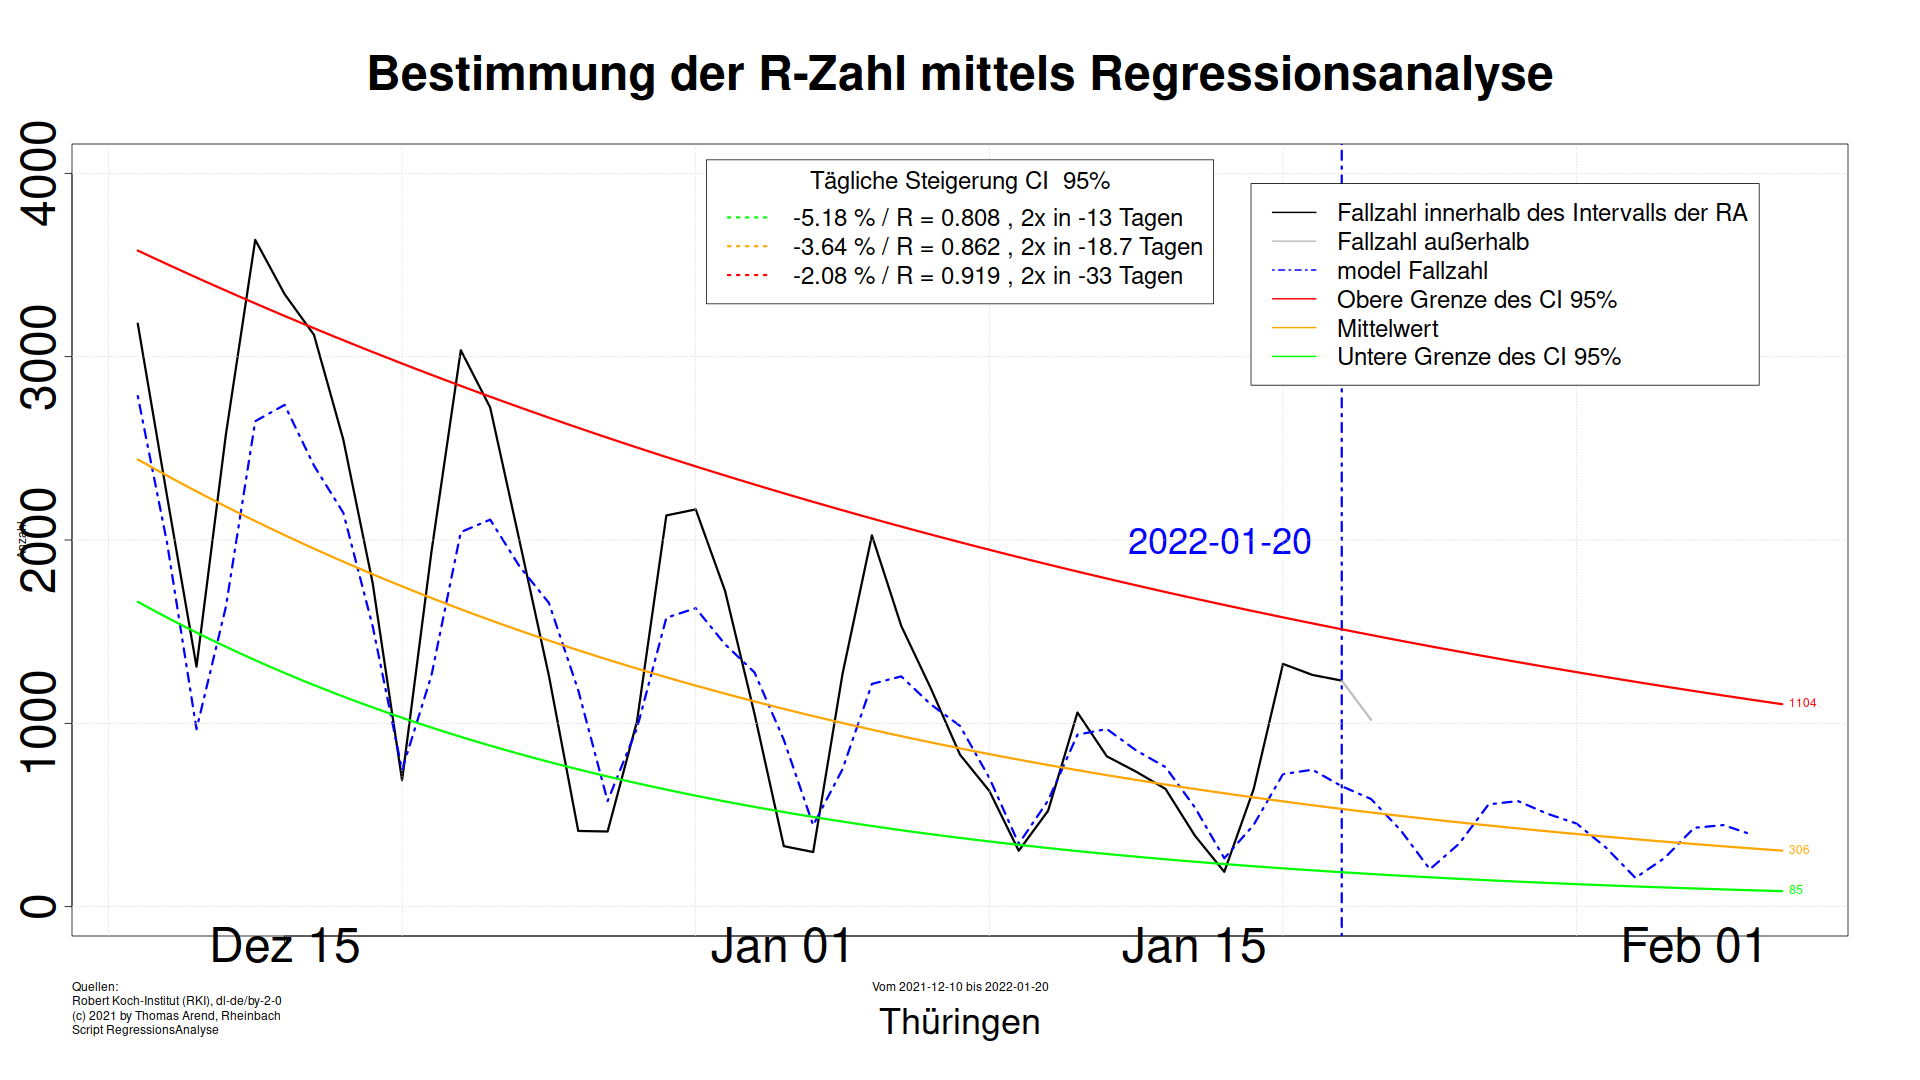 Bestimmung der R-Zahl mittels Regressionsanalyse
4000
3000
2000
1000
0
Anzahl
Tägliche Steigerung CI  95%
-5.18 % / R = 0.808 , 2x in -13 Tagen
-3.64 % / R = 0.862 , 2x in -18.7 Tagen
-2.08 % / R = 0.919 , 2x in -33 Tagen
Fallzahl innerhalb des Intervalls der RA
Fallzahl außerhalb
model Fallzahl
Obere Grenze des CI 95%
Mittelwert
Untere Grenze des CI 95%
2022-01-20
1104
306
85
Dez 15
Jan 01
Jan 15
Feb 01
Quellen:
Robert Koch-Institut (RKI), dl-de/by-2-0
(c) 2021 by Thomas Arend, Rheinbach
Script RegressionsAnalyse
Vom 2021-12-10 bis 2022-01-20
Thüringen